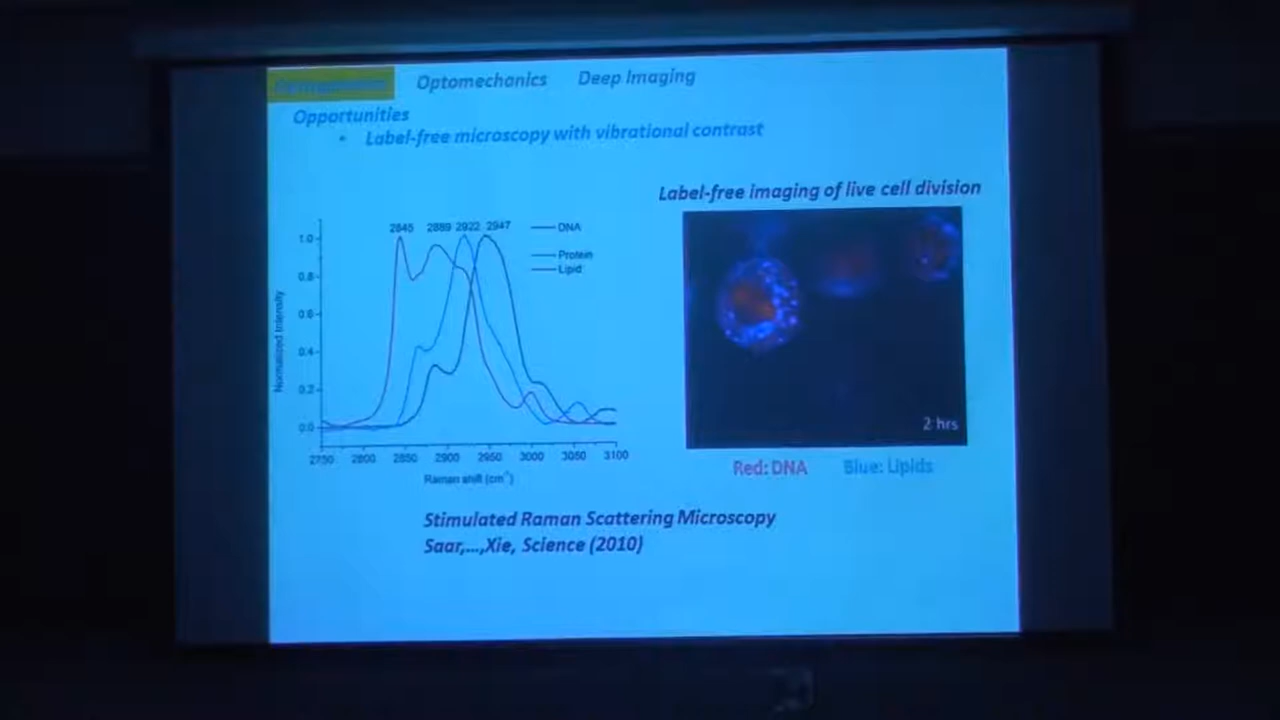 Optomechanics Deep Imaging
Opportunities
• Label-free microscopy with vibrational contrast
Label-free imaging of live cell division
2845 2889 2922 2947
DNA
Protein
Lipid
1.0
0.8
0.6
0.4
0.2
0.0
Normalized Intensity
2750 2800 2850 2900 2950 3000 3050 3100
Raman shift (cm⁻¹)
2 hrs
Red: DNA Blue: Lipids
Stimulated Raman Scattering Microscopy
Saar,...,Xie, Science (2010)